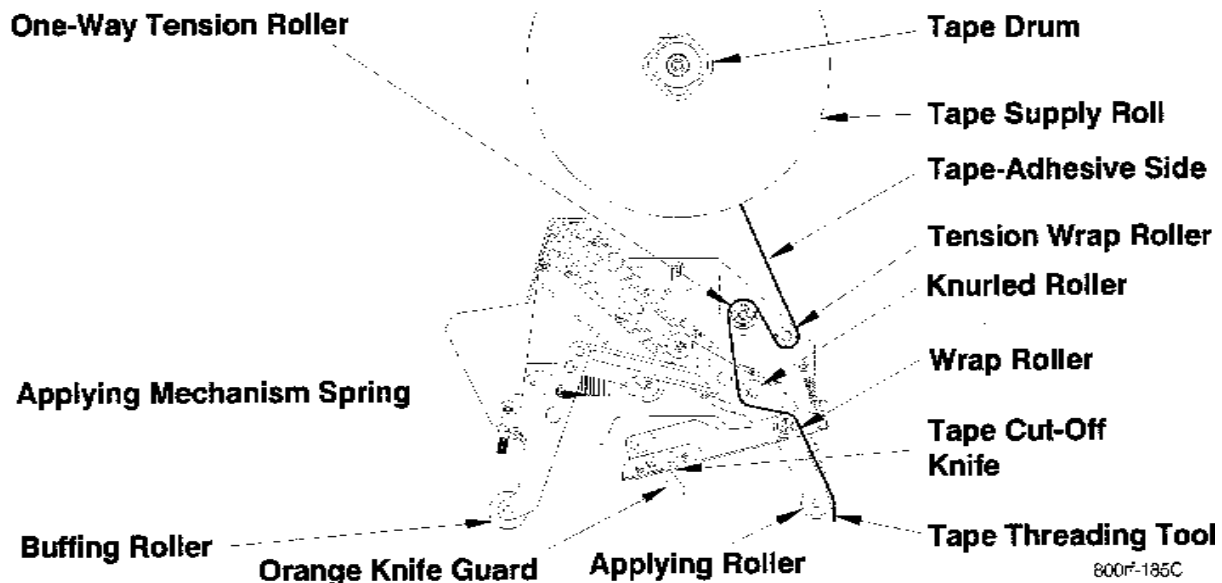 One-Way Tension Roller
Tape Drum
Tape Supply Roll
Tape-Adhesive Side
Tension Wrap Roller
Knurled Roller
Wrap Roller
Applying Mechanism Spring
Tape Cut-Off
Knife
Buffing Roller
Orange Knife Guard
Applying Roller
Tape Threading Tool